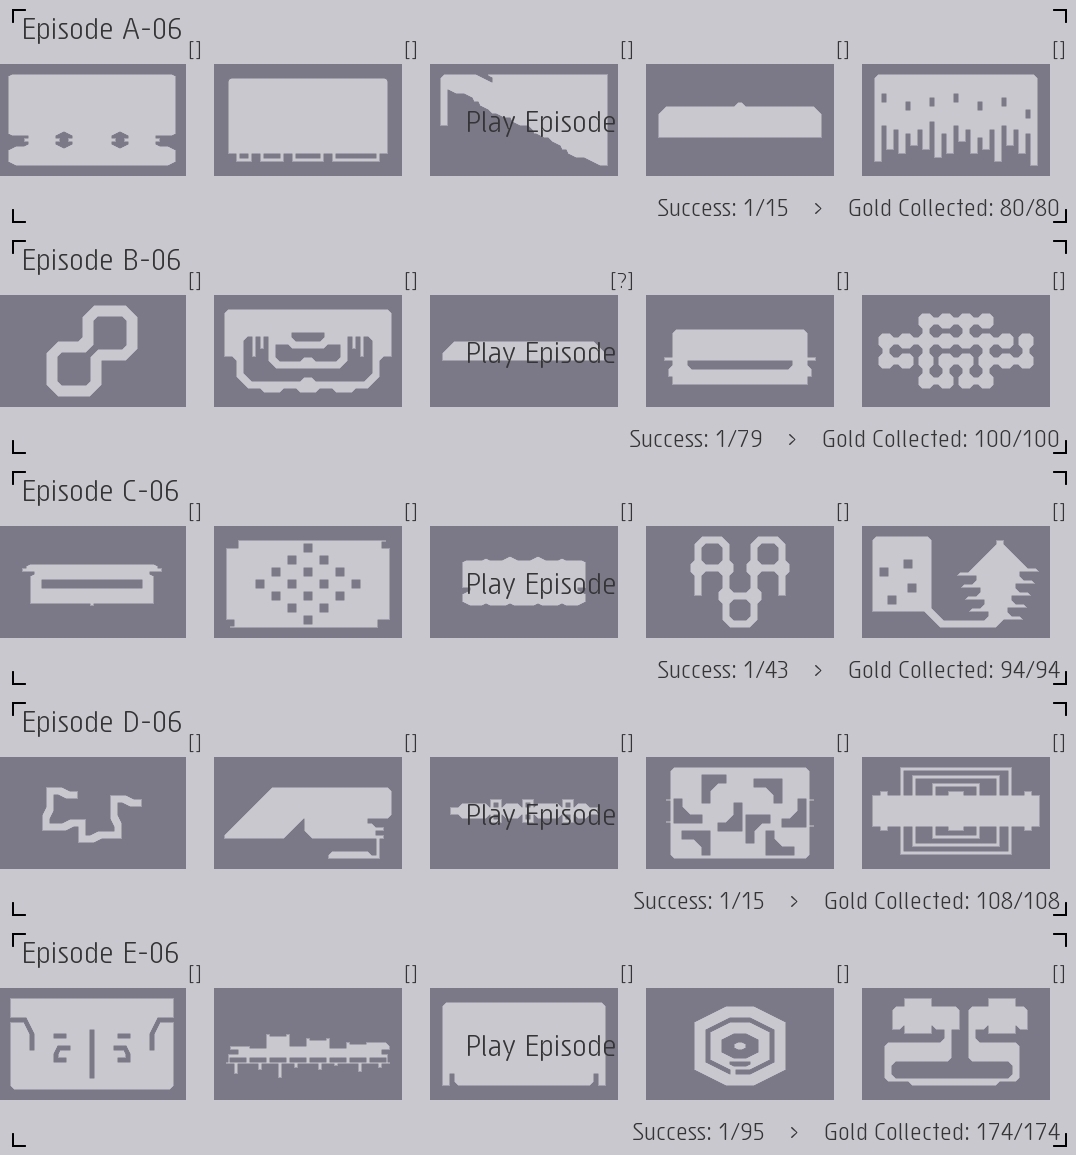 Episode A-06
[] [] [] [] []
Play Episode
Success: 1/15 > Gold Collected: 80/80
Episode B-06
[] [] [?] [] []
Play Episode
Success: 1/79 > Gold Collected: 100/100
Episode C-06
[] [] [] [] []
Play Episode
Success: 1/43 > Gold Collected: 94/94
Episode D-06
[] [] [] [] []
Play Episode
Success: 1/15 > Gold Collected: 108/108
Episode E-06
[] [] [] [] []
Play Episode
Success: 1/95 > Gold Collected: 174/174